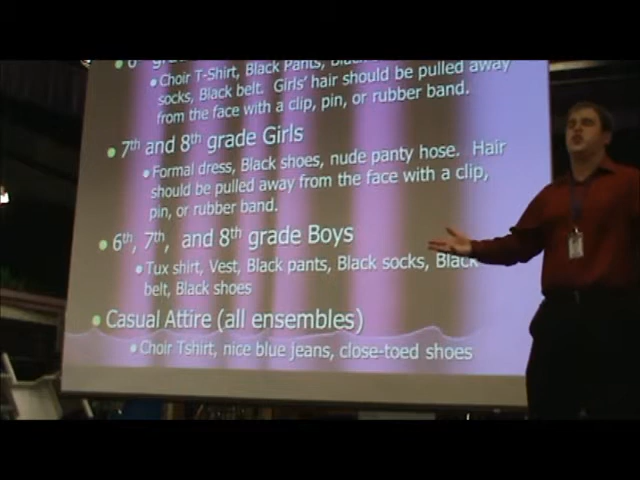 6th grade
Choir T-Shirt, Black Pants, Black
socks, Black belt. Girls' hair should be pulled away
from the face with a clip, pin, or rubber band.
7th and 8th grade Girls
Formal dress, Black shoes, nude panty hose. Hair
should be pulled away from the face with a clip,
pin, or rubber band.
6th, 7th, and 8th grade Boys
Tux shirt, Vest, Black pants, Black socks, Black
belt, Black shoes
Casual Attire (all ensembles)
Choir Tshirt, nice blue jeans, close-toed shoes